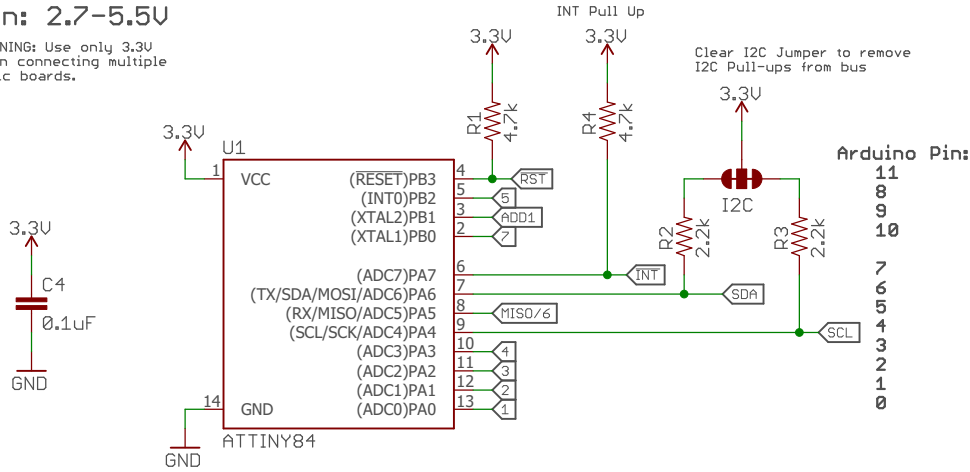 n: 2.7-5.5V
NING: Use only 3.3V
n connecting multiple
c boards.
INT Pull Up
3.3V
3.3V
Clear I2C Jumper to remove
I2C Pull-ups from bus
3.3V
R1
4.7k
R4
4.7k
3.3V
U1
1
VCC
(RESET)PB3
4
RST
(INT0)PB2
5
5
(XTAL2)PB1
3
ADD1
(XTAL1)PB0
2
7
I2C
R2
2.2k
R3
2.2k
(ADC7)PA7
6
INT
(TX/SDA/MOSI/ADC6)PA6
7
SDA
(RX/MISO/ADC5)PA5
8
MISO/6
(SCL/SCK/ADC4)PA4
9
SCL
(ADC3)PA3
10
4
(ADC2)PA2
11
3
(ADC1)PA1
12
2
(ADC0)PA0
13
1
14
GND
ATTINY84
GND
3.3V
C4
0.1uF
GND
Arduino Pin:
11
8
9
10
7
6
5
4
3
2
1
0